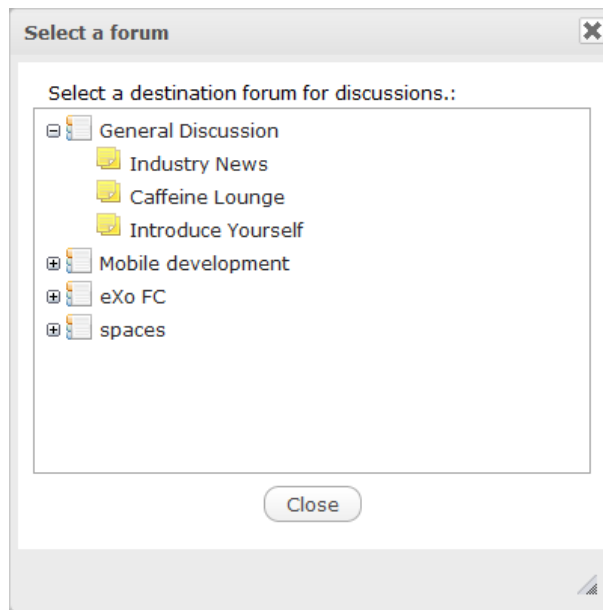 Select a forum
Select a destination forum for discussions.:
General Discussion
Industry News
Caffeine Lounge
Introduce Yourself
Mobile development
eXo FC
spaces
Close